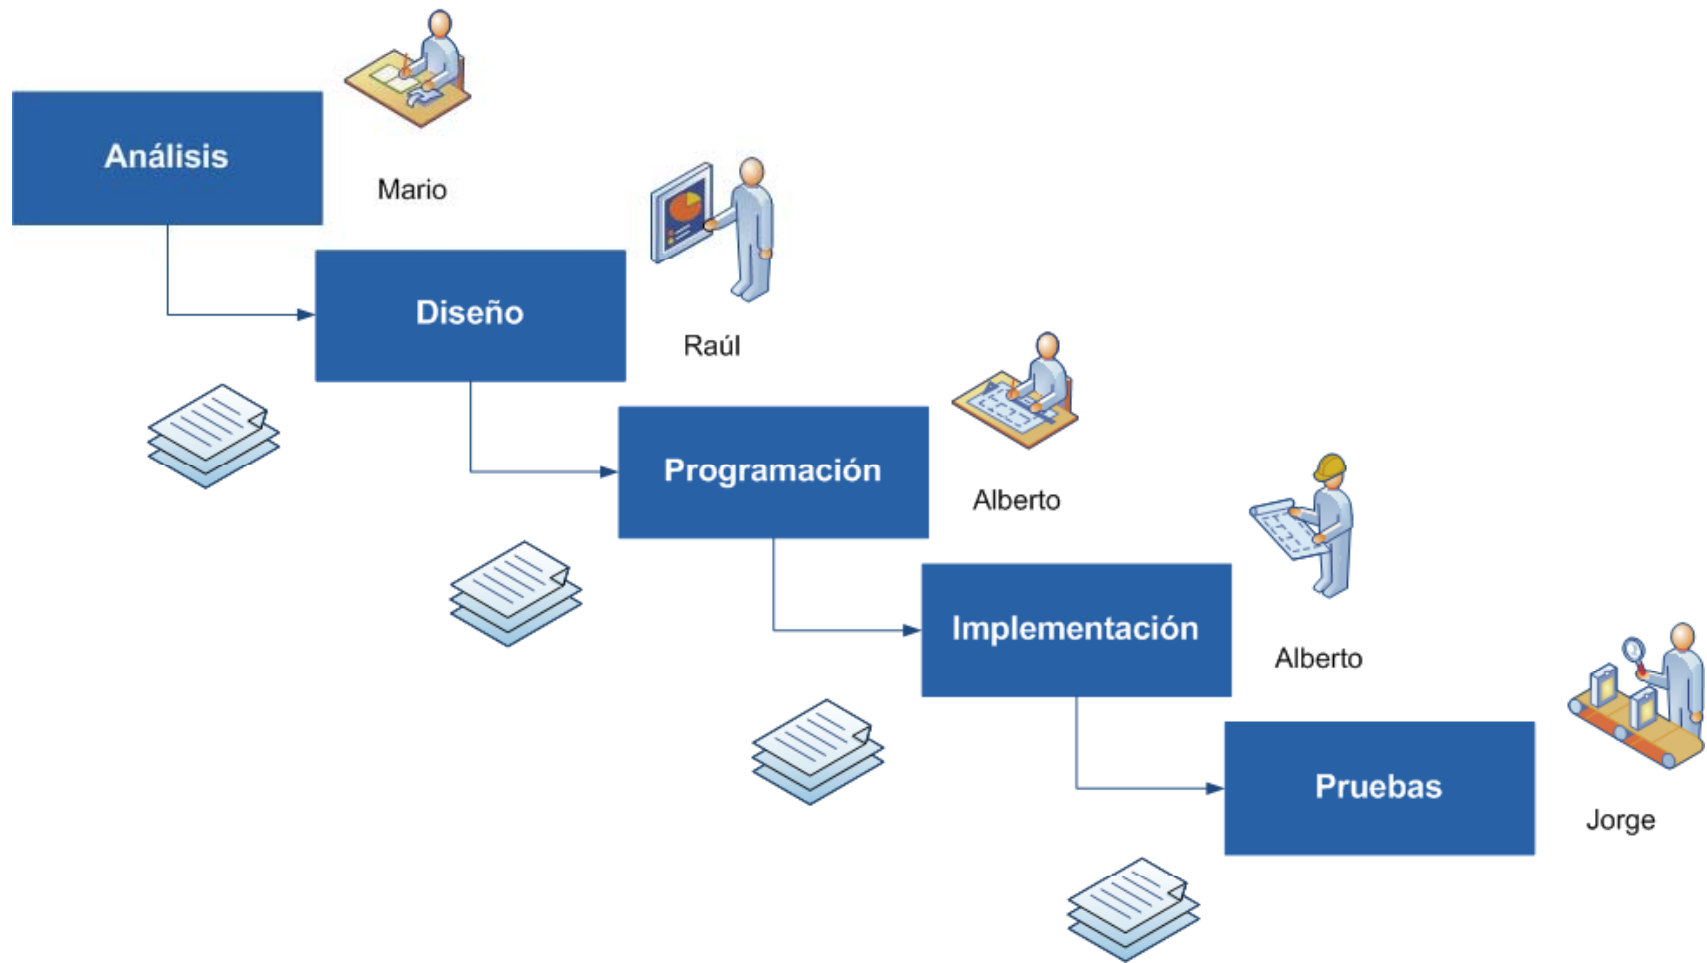 Análisis
Mario
Diseño
Raúl
Programación
Alberto
Implementación
Alberto
Pruebas
Jorge